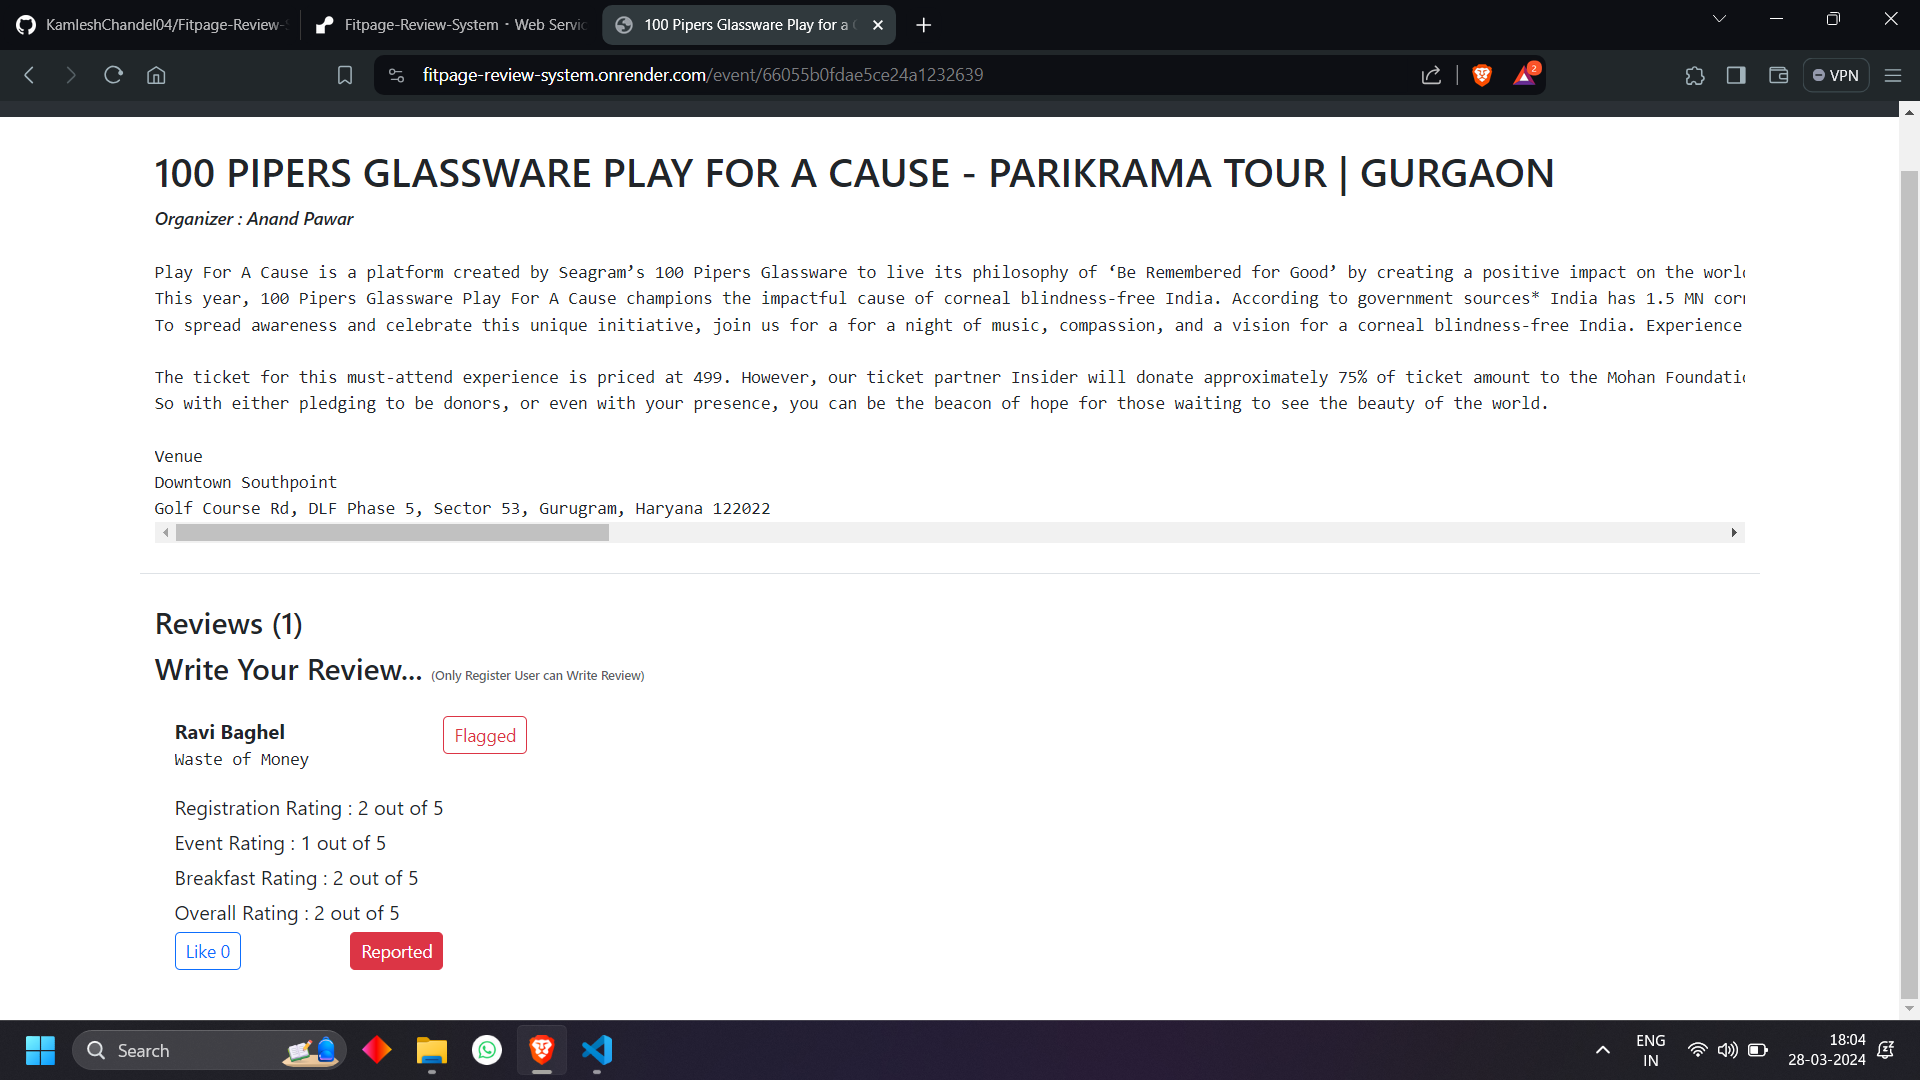 KamleshChandel04/Fitpage-Review-
Fitpage-Review-System · Web Servic
100 Pipers Glassware Play for a
fitpage-review-system.onrender.com/event/66055b0fdae5ce24a1232639
2
VPN
100 PIPERS GLASSWARE PLAY FOR A CAUSE - PARIKRAMA TOUR | GURGAON
Organizer : Anand Pawar
Play For A Cause is a platform created by Seagram’s 100 Pipers Glassware to live its philosophy of ‘Be Remembered for Good’ by creating a positive impact on the
This year, 100 Pipers Glassware Play For A Cause champions the impactful cause of corneal blindness-free India. According to government sources* India has 1.5 MN
To spread awareness and celebrate this unique initiative, join us for a for a night of music, compassion, and a vision for a corneal blindness-free India. Experience
The ticket for this must-attend experience is priced at 499. However, our ticket partner Insider will donate approximately 75% of ticket amount to the Mohan
So with either pledging to be donors, or even with your presence, you can be the beacon of hope for those waiting to see the beauty of the world.
Venue
Downtown Southpoint
Golf Course Rd, DLF Phase 5, Sector 53, Gurugram, Haryana 122022
Reviews (1)
Write Your Review... (Only Register User can Write Review)
Ravi Baghel
Flagged
Waste of Money
Registration Rating : 2 out of 5
Event Rating : 1 out of 5
Breakfast Rating : 2 out of 5
Overall Rating : 2 out of 5
Like 0
Reported
Search
ENG
IN
18:04
28-03-2024